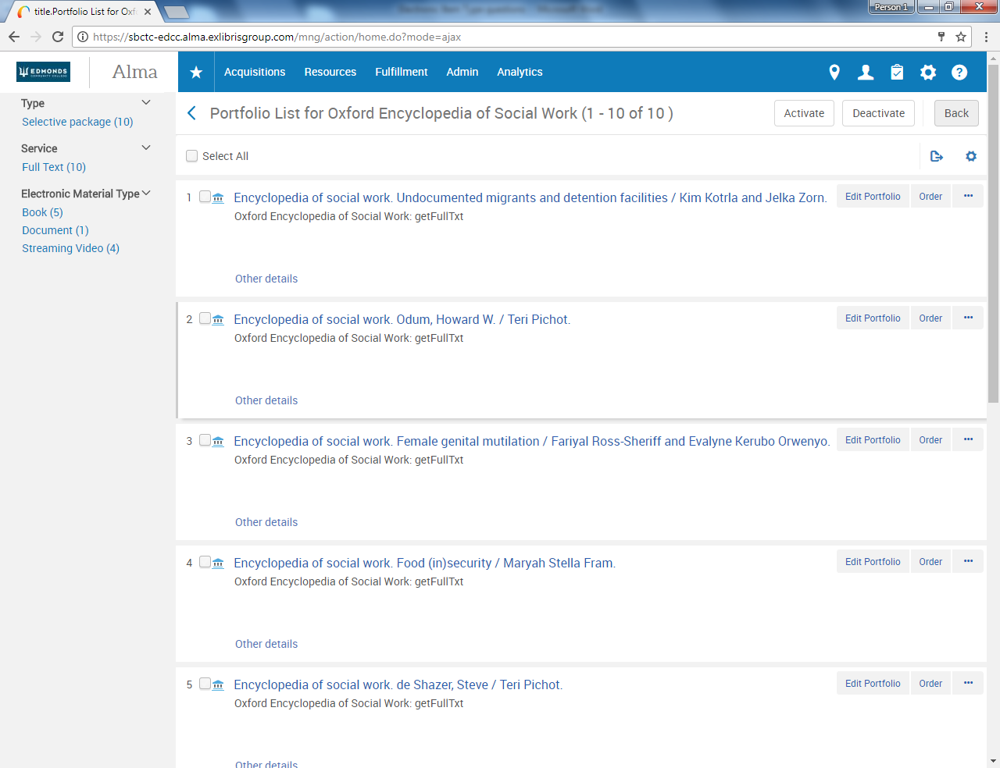 title.Portfolio List for Oxf
Person 1
https://sbctc-edcc.alma.exlibrisgroup.com/mng/action/home.do?mode=ajax
EDMONDS
COMMUNITY COLLEGE
Alma
Acquisitions
Resources
Fulfillment
Admin
Analytics
Type
Selective package (10)
Service
Full Text (10)
Electronic Material Type
Book (5)
Document (1)
Streaming Video (4)
Portfolio List for Oxford Encyclopedia of Social Work (1 - 10 of 10 )
Activate
Deactivate
Back
Select All
1 Encyclopedia of social work. Undocumented migrants and detention facilities / Kim Kotrla and Jelka Zorn.
Edit Portfolio Order •••
Oxford Encyclopedia of Social Work: getFullTxt
Other details
2 Encyclopedia of social work. Odum, Howard W. / Teri Pichot.
Edit Portfolio Order •••
Oxford Encyclopedia of Social Work: getFullTxt
Other details
3 Encyclopedia of social work. Female genital mutilation / Fariyal Ross-Sheriff and Evalyne Kerubo Orwenyo.
Edit Portfolio Order •••
Oxford Encyclopedia of Social Work: getFullTxt
Other details
4 Encyclopedia of social work. Food (in)security / Maryah Stella Fram.
Edit Portfolio Order •••
Oxford Encyclopedia of Social Work: getFullTxt
Other details
5 Encyclopedia of social work. de Shazer, Steve / Teri Pichot.
Edit Portfolio Order •••
Oxford Encyclopedia of Social Work: getFullTxt
Other details